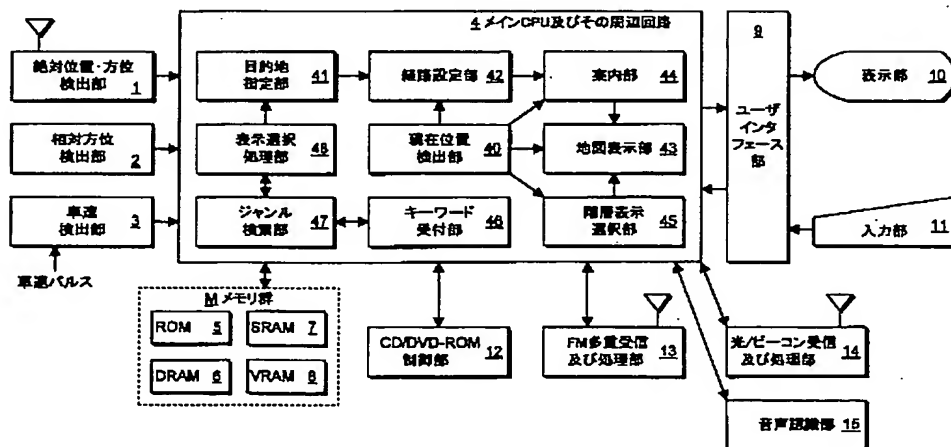 4 メインCPU及びその周辺回路
絶対位置・方位
検出部 1
相対方位
検出部 2
車速
検出部 3
車速パルス
目的地
指定部 41
経路設定部 42
案内部 44
表示選択
処理部 48
現在位置
検出部 40
地図表示部 43
ジャンル
検索部 47
キーワード
受付部 46
階層表示
選択部 45
9
ユーザ
インタ
フェース
部
表示部 10
入力部 11
M メモリ群
ROM 5
SRAM 7
DRAM 6
VRAM 8
CD/DVD-ROM
制御部 12
FM多重受信
及び処理部 13
光/ビーコン受信
及び処理部 14
音声認識部 15